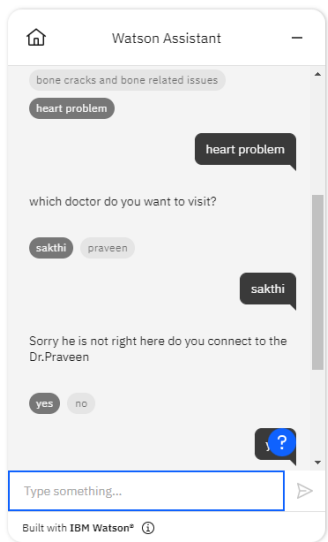 Watson Assistant
bone cracks and bone related issues
heart problem
heart problem
which doctor do you want to visit?
sakthi praveen
sakthi
Sorry he is not right here do you connect to the
Dr.Praveen
yes no
?
Type something...
Built with IBM Watson®